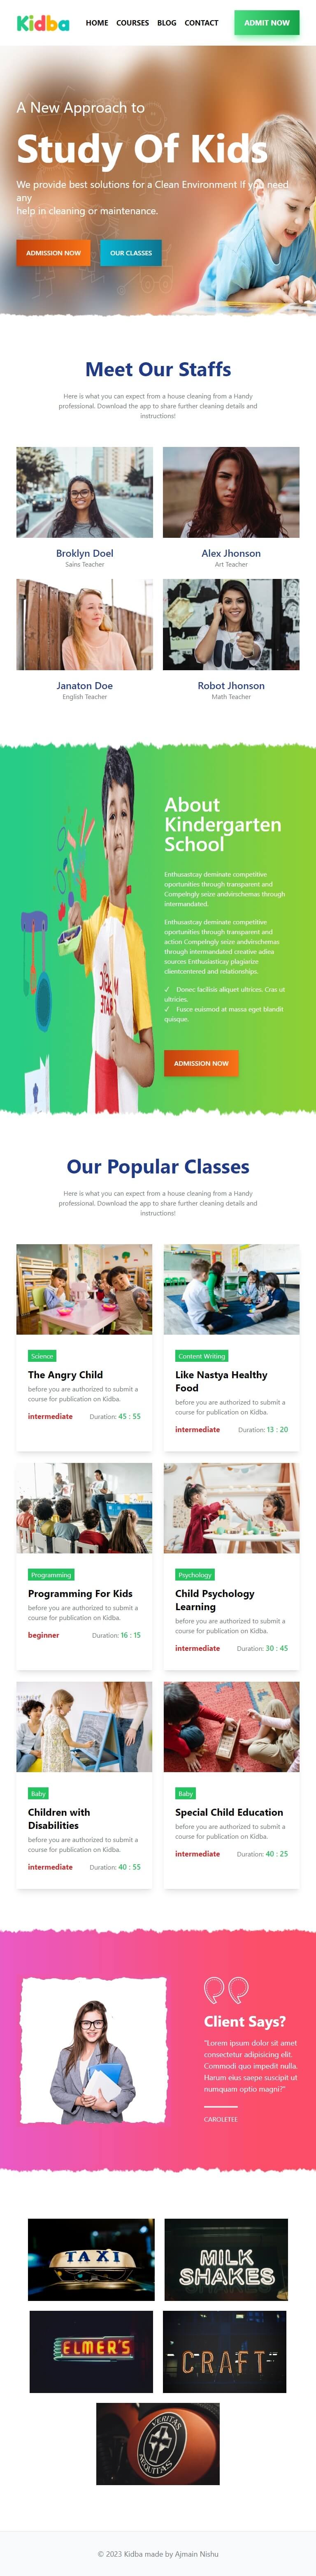 Kidba
HOME COURSES BLOG CONTACT
ADMIT NOW
A New Approach to
Study Of Kids
We provide best solutions for a Clean Environment If you need
any
help in cleaning or maintenance.
ADMISSION NOW
OUR CLASSES
Meet Our Staffs
Here is what you can expect from a house cleaning from a Handy
professional. Download the app to share further cleaning details and
instructions!
Broklyn Doel
Sains Teacher
Alex Jhonson
Art Teacher
Janaton Doe
English Teacher
Robot Jhonson
Math Teacher
About
Kindergarten
School
Enthusastcay deminate competitive
oportunities through transparent and
Compelngly seize andvirschemas through
intermandated.
Enthusastcay deminate competitive
oportunities through transparent and
action Compelngly seize andvirschemas
through intermandated creative adiea
sources Enthusiasticay plagiarize
clientcentered and relationships.
✓ Donec facilisis aliquet ultrices. Cras ut
ultricies.
✓ Fusce euismod at massa eget blandit
quisque.
ADMISSION NOW
Our Popular Classes
Here is what you can expect from a house cleaning from a Handy
professional. Download the app to share further cleaning details and
instructions!
Science
The Angry Child
before you are authorized to submit a
course for publication on Kidba.
intermediate Duration: 45 : 55
Content Writing
Like Nastya Healthy
Food
before you are authorized to submit a
course for publication on Kidba.
intermediate Duration: 13 : 20
Programming
Programming For Kids
before you are authorized to submit a
course for publication on Kidba.
beginner Duration: 16 : 15
Psychology
Child Psychology
Learning
before you are authorized to submit a
course for publication on Kidba.
intermediate Duration: 30 : 45
Baby
Children with
Disabilities
before you are authorized to submit a
course for publication on Kidba.
intermediate Duration: 40 : 55
Baby
Special Child Education
before you are authorized to submit a
course for publication on Kidba.
intermediate Duration: 40 : 25
Client Says?
"Lorem ipsum dolor sit amet
consectetur adipisicing elit.
Commodi quo impedit nulla.
Harum eius saepe suscipit ut
numquam optio magni?"
CAROLETEE
TAXI
MILK
SHAKES
ELMER'S
CRAFT
VERITAS
AEQUITAS
© 2023 Kidba made by Ajmain Nishu